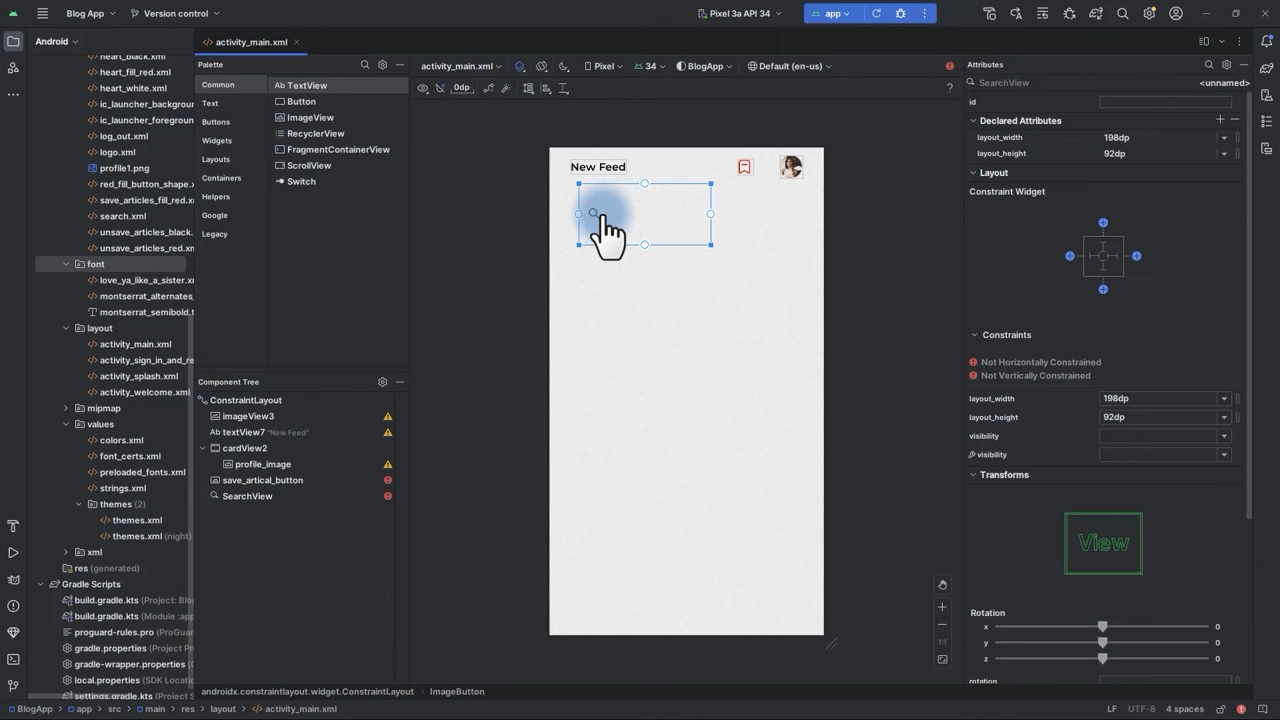 Blog App
Version control
Pixel 3a API 34
app
Android
activity_main.xml
heart_black.xml
heart_fill_red.xml
heart_white.xml
ic_launcher_backgroun
ic_launcher_foregroun
log_out.xml
logo.xml
profile1.png
red_fill_button_shape.x
save_articles_fill_red.x
search.xml
unsave_articles_black.
unsave_articles_red.xm
font
love_ya_like_a_sister.xm
montserrat_alternates_
montserrat_semibold.t
layout
activity_main.xml
activity_sign_in_and_re
activity_splash.xml
activity_welcome.xml
mipmap
values
colors.xml
font_certs.xml
preloaded_fonts.xml
strings.xml
themes (2)
themes.xml
themes.xml (night)
xml
res (generated)
Gradle Scripts
build.gradle.kts (Project: Blo
build.gradle.kts (Module :app
proguard-rules.pro (ProGua
gradle.properties
gradle-wrapper.properties
local.properties (SDK Locatio
settings.gradle.kts
Palette
Common
Text
Buttons
Widgets
Layouts
Containers
Helpers
Google
Legacy
Ab TextView
Button
ImageView
RecyclerView
FragmentContainerView
ScrollView
Switch
Component Tree
ConstraintLayout
imageView3
Ab textView7 "New Feed"
cardView2
profile_image
save_artical_button
SearchView
activity_main.xml
Pixel
34
BlogApp
Default (en-us)
0dp
?
New Feed
1:1
Attributes
SearchView
<unnamed>
id
Declared Attributes
layout_width 198dp
layout_height 92dp
Layout
Constraint Widget
Constraints
Not Horizontally Constrained
Not Vertically Constrained
layout_width 198dp
layout_height 92dp
visibility
visibility
Transforms
View
Rotation
x 0
y 0
z 0
rotation
androidx.constraintlayout.widget.ConstraintLayout
ImageButton
BlogApp
app
src
main
res
layout
activity_main.xml
LF
UTF-8
4 spaces